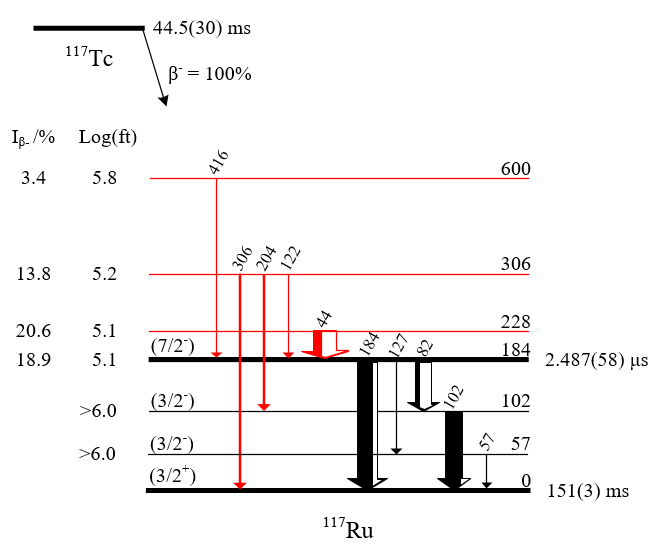 44.5(30) ms
¹¹⁷Tc
β⁻ = 100%
Iβ- /% Log(ft)
416
3.4 5.8 600
306 204 122
13.8 5.2 306
44
20.6 5.1 228
(7/2⁻) 184 127 82
18.9 5.1 184 2.487(58) μs
>6.0 (3/2⁻) 102 102
>6.0 (3/2⁻) 57 57
(3/2⁺) 0
151(3) ms
¹¹⁷Ru